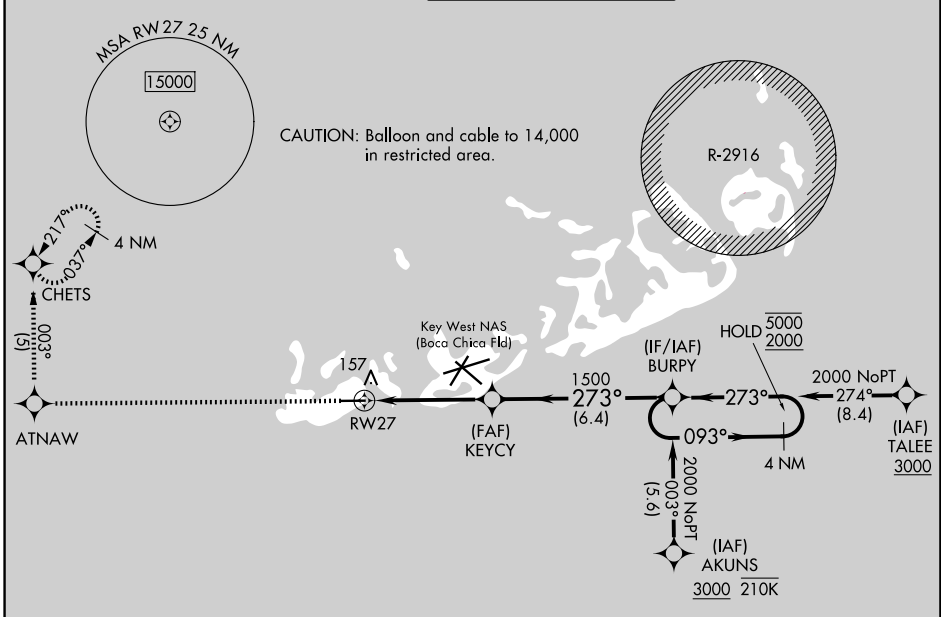 MSA RW27 25 NM
15000
CAUTION: Balloon and cable to 14,000
in restricted area.
R-2916
217°
037°
4 NM
CHETS
003°
(5)
ATNAW
157
RW27
Key West NAS
(Boca Chica Fld)
(FAF)
KEYCY
1500
273°
(6.4)
(IF/IAF)
BURPY
HOLD
5000
2000
273°
093°
4 NM
2000 NoPT
274°
(8.4)
(IAF)
TALEE
3000
2000 NoPT
003°
(5.6)
(IAF)
AKUNS
3000 210K